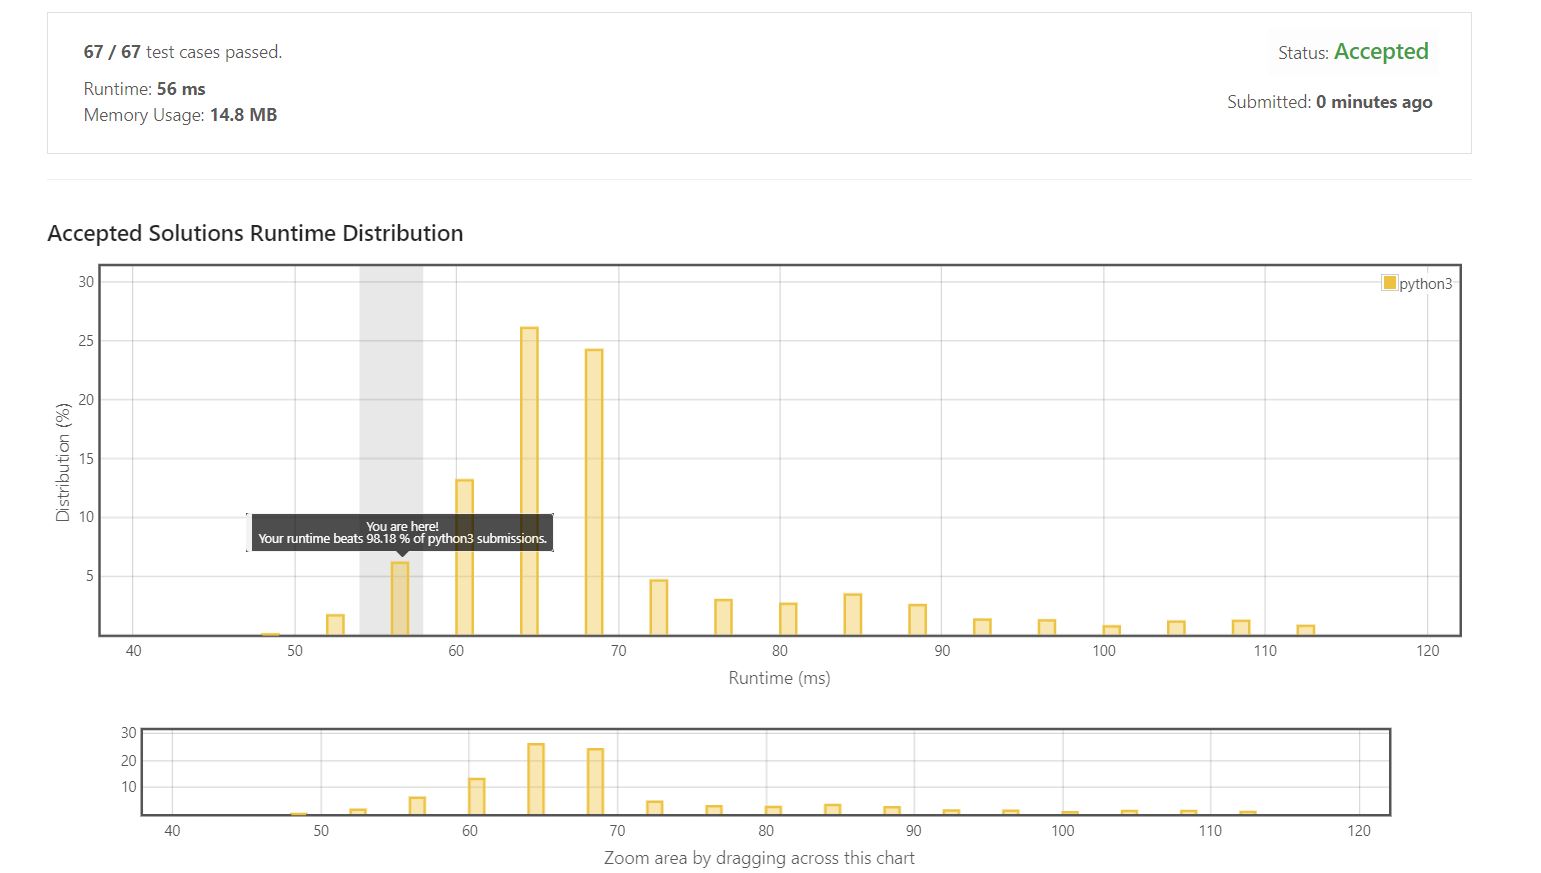 67 / 67 test cases passed.
Status: Accepted
Runtime: 56 ms
Memory Usage: 14.8 MB
Submitted: 0 minutes ago
Accepted Solutions Runtime Distribution
30
25
20
15
10
5
Distribution (%)
python3
You are here!
Your runtime beats 98.18 % of python3 submissions.
40 50 60 70 80 90 100 110 120
Runtime (ms)
30
20
10
40 50 60 70 80 90 100 110 120
Zoom area by dragging across this chart